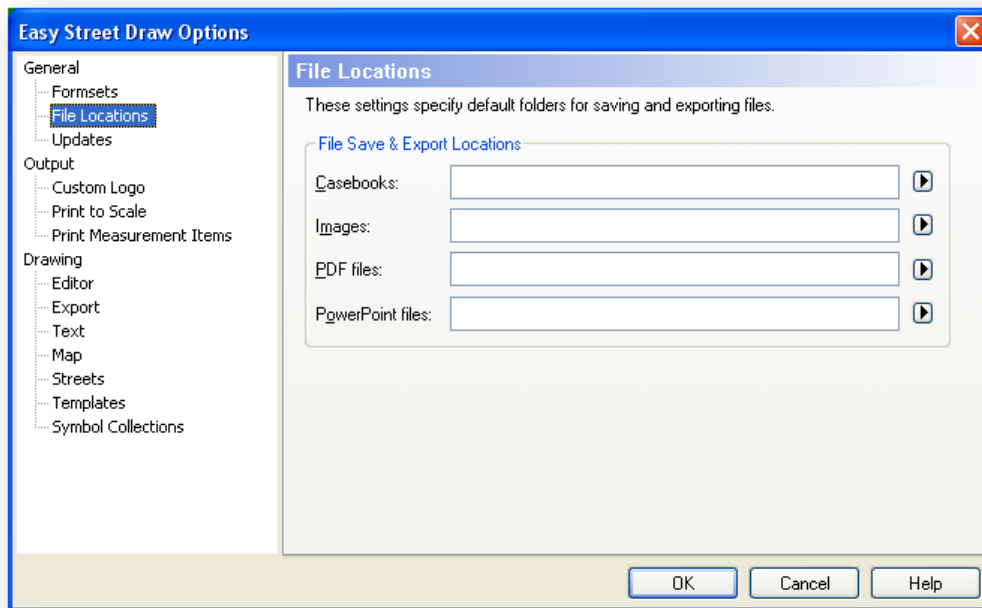 Easy Street Draw Options
General
Formsets
File Locations
Updates
Output
Custom Logo
Print to Scale
Print Measurement Items
Drawing
Editor
Export
Text
Map
Streets
Templates
Symbol Collections
File Locations
These settings specify default folders for saving and exporting files.
File Save & Export Locations
Casebooks:
Images:
PDF files:
PowerPoint files:
OK Cancel Help